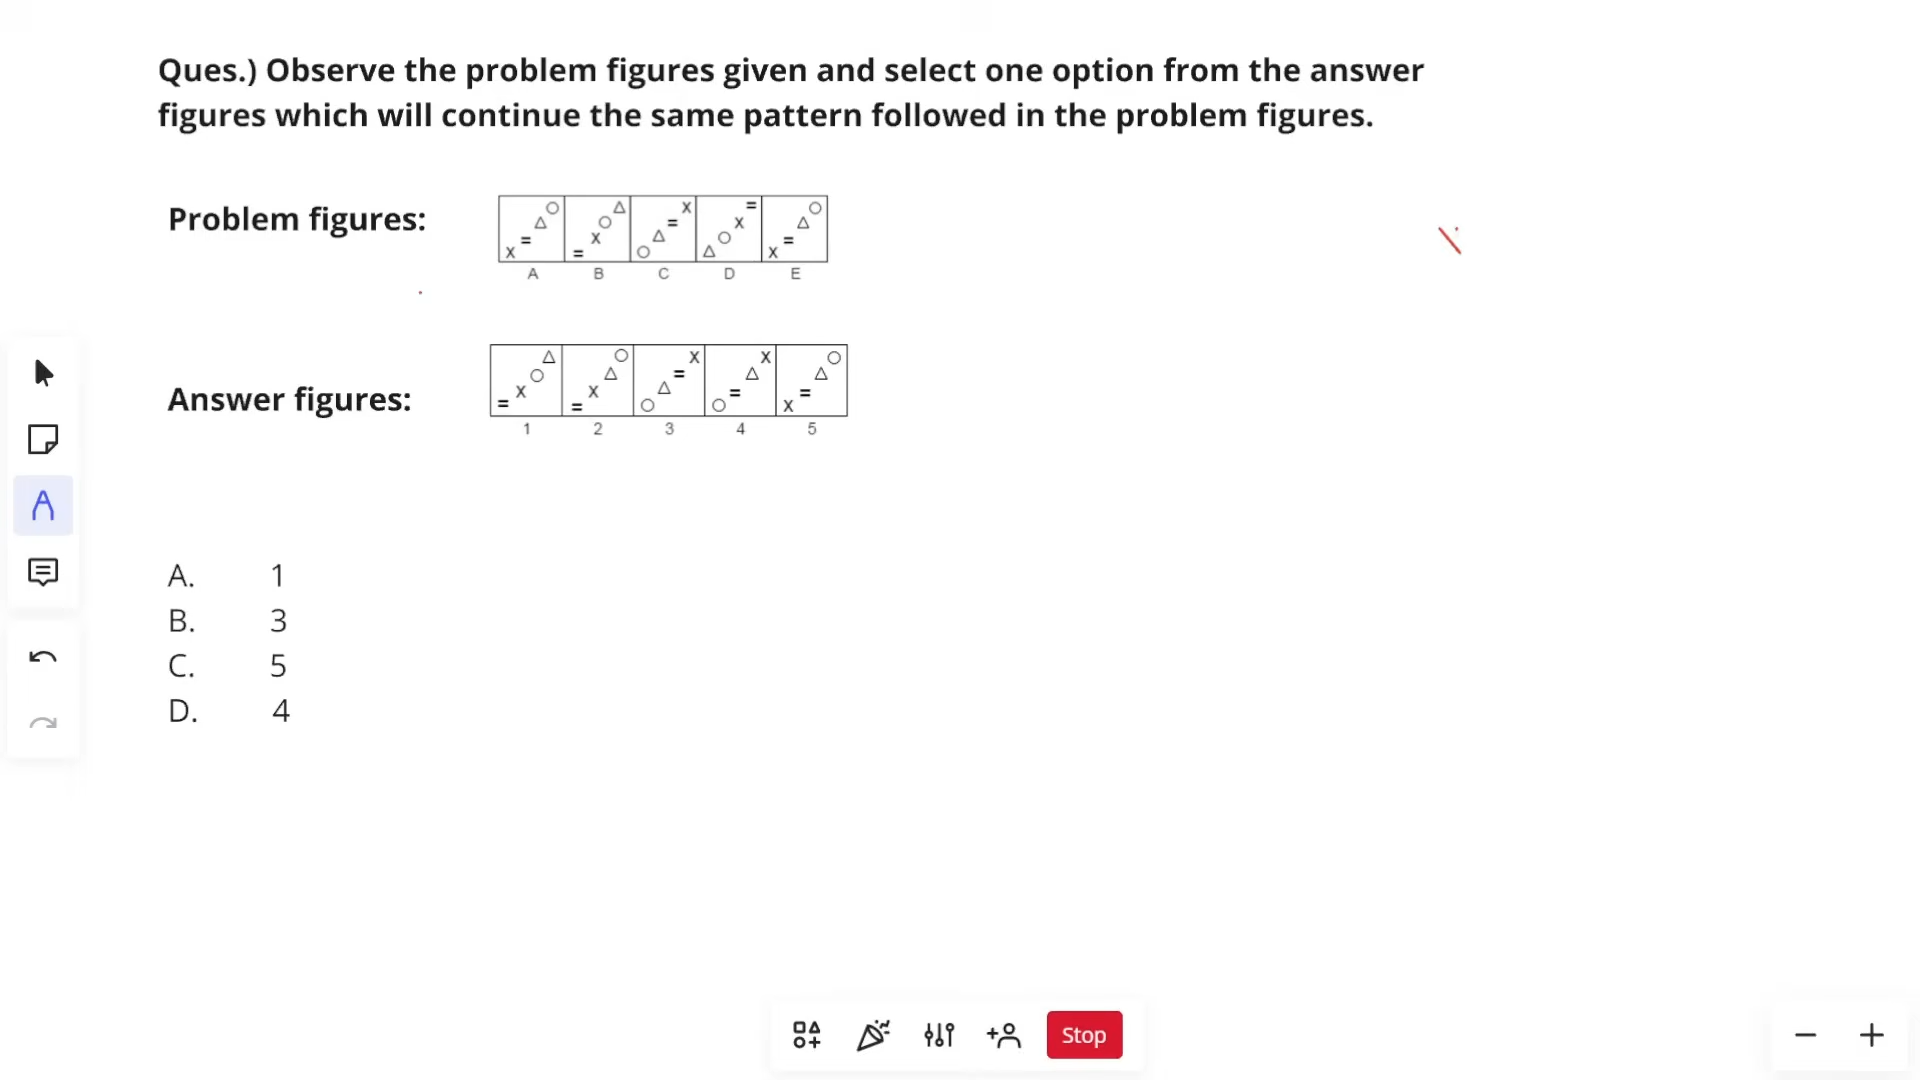 Ques.) Observe the problem figures given and select one option from the answer
figures which will continue the same pattern followed in the problem figures.
Problem figures:
x = △ ○ = x ○ △ ○ △ = x △ ○ x = x = △ ○
A B C D E
Answer figures:
= x ○ △ = x △ ○ ○ △ = x ○ = △ x x = △ ○
1 2 3 4 5
A. 1
B. 3
C. 5
D. 4
Stop